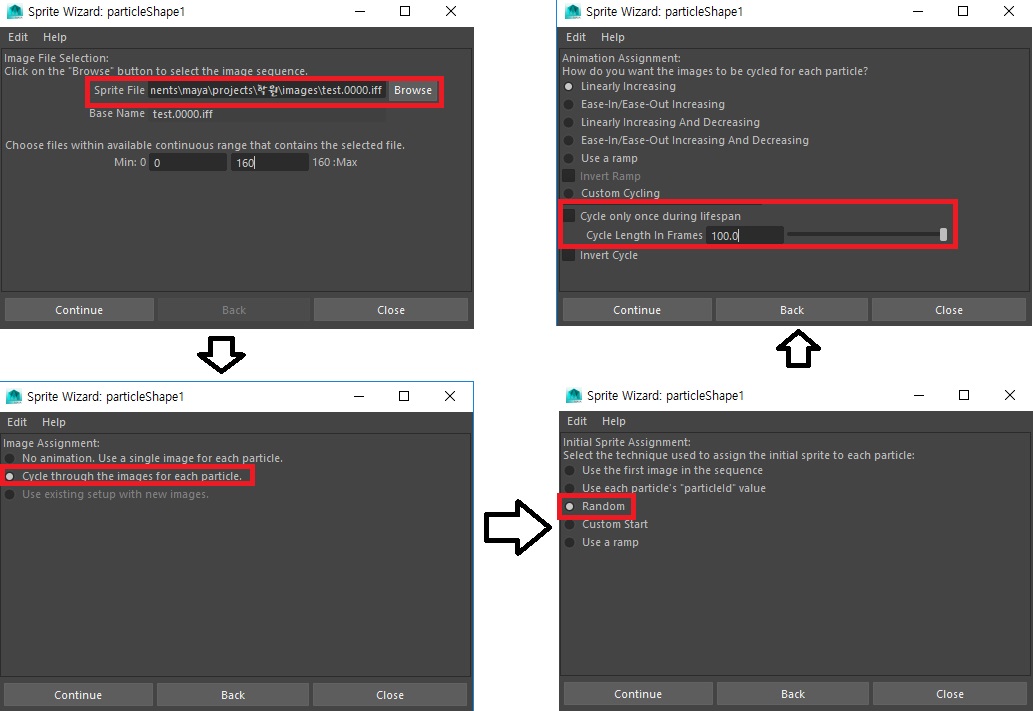 Sprite Wizard: particleShape1
Edit Help
Image File Selection:
Click on the "Browse" button to select the image sequence.
Sprite File nents\maya\projects\학원\images\test.0000.iff Browse
Base Name test.0000.iff
Choose files within available continuous range that contains the selected file.
Min: 0 0 160 160 :Max
Continue Back Close
Sprite Wizard: particleShape1
Edit Help
Image Assignment:
No animation. Use a single image for each particle.
Cycle through the images for each particle.
Use existing setup with new images.
Continue Back Close
Sprite Wizard: particleShape1
Edit Help
Initial Sprite Assignment:
Select the technique used to assign the initial sprite to each particle:
Use the first image in the sequence
Use each particle's "particleId" value
Random
Custom Start
Use a ramp
Continue Back Close
Sprite Wizard: particleShape1
Edit Help
Animation Assignment:
How do you want the images to be cycled for each particle?
Linearly Increasing
Ease-In/Ease-Out Increasing
Linearly Increasing And Decreasing
Ease-In/Ease-Out Increasing And Decreasing
Use a ramp
Invert Ramp
Custom Cycling
Cycle only once during lifespan
Cycle Length In Frames 100.0
Invert Cycle
Continue Back Close